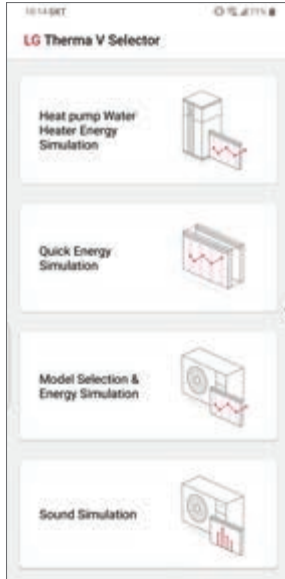 LG Therma V Selector
Heat pump Water
Heater Energy
Simulation
Quick Energy
Simulation
Model Selection &
Energy Simulation
Sound Simulation